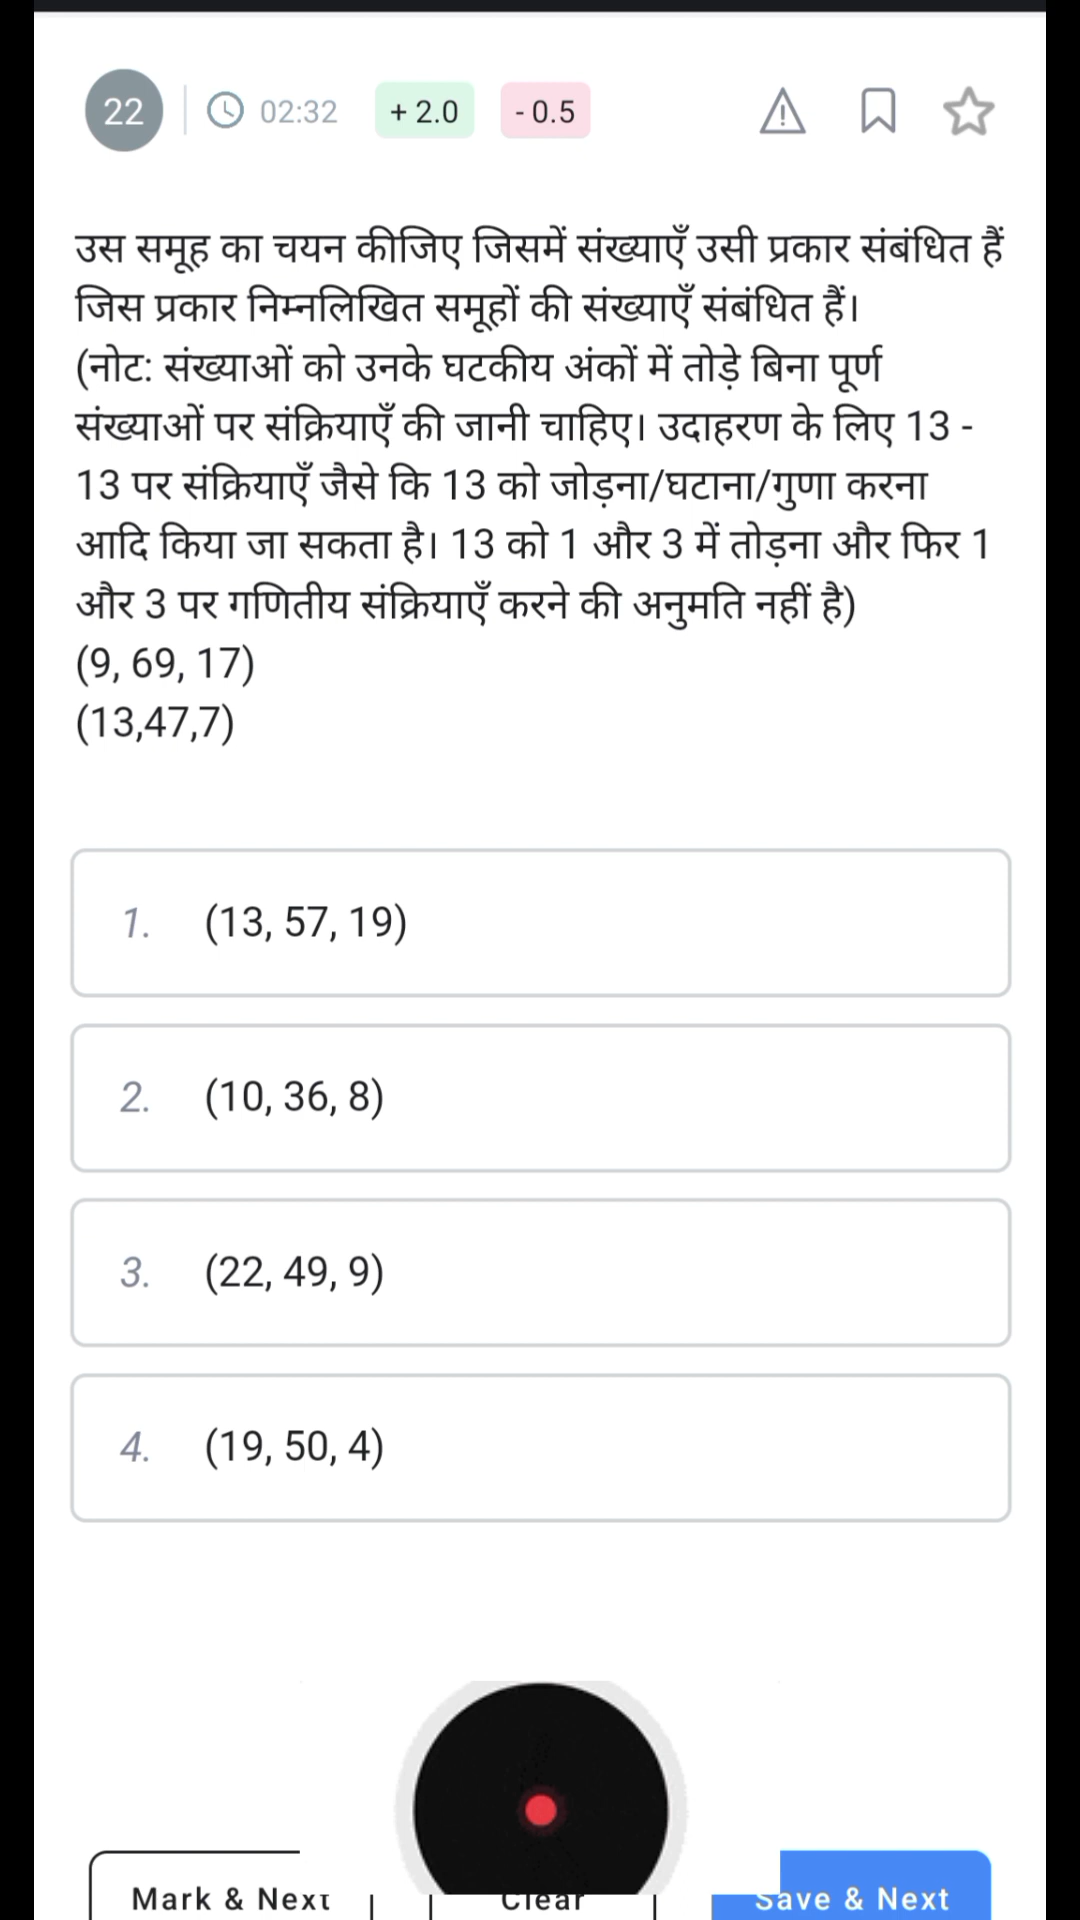 22 02:32 + 2.0 - 0.5
उस समूह का चयन कीजिए जिसमें संख्याएँ उसी प्रकार संबंधित हैं
जिस प्रकार निम्नलिखित समूहों की संख्याएँ संबंधित हैं।
(नोट: संख्याओं को उनके घटकीय अंकों में तोड़े बिना पूर्ण
संख्याओं पर संक्रियाएँ की जानी चाहिए। उदाहरण के लिए 13 -
13 पर संक्रियाएँ जैसे कि 13 को जोड़ना/घटाना/गुणा करना
आदि किया जा सकता है। 13 को 1 और 3 में तोड़ना और फिर 1
और 3 पर गणितीय संक्रियाएँ करने की अनुमति नहीं है)
(9, 69, 17)
(13,47,7)
1. (13, 57, 19)
2. (10, 36, 8)
3. (22, 49, 9)
4. (19, 50, 4)
Mark & Next Clear Save & Next